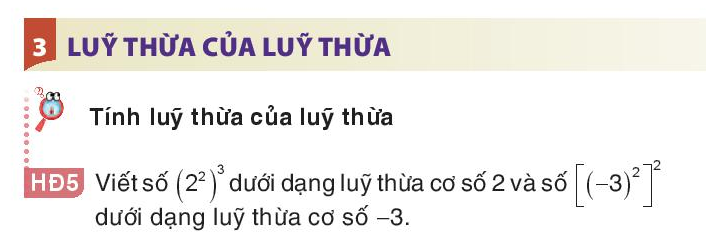 3 LUỸ THỪA CỦA LUỸ THỪA
Tính luỹ thừa của luỹ thừa
HĐ5 Viết số (2²)³ dưới dạng luỹ thừa cơ số 2 và số [(−3)²]²
dưới dạng luỹ thừa cơ số −3.